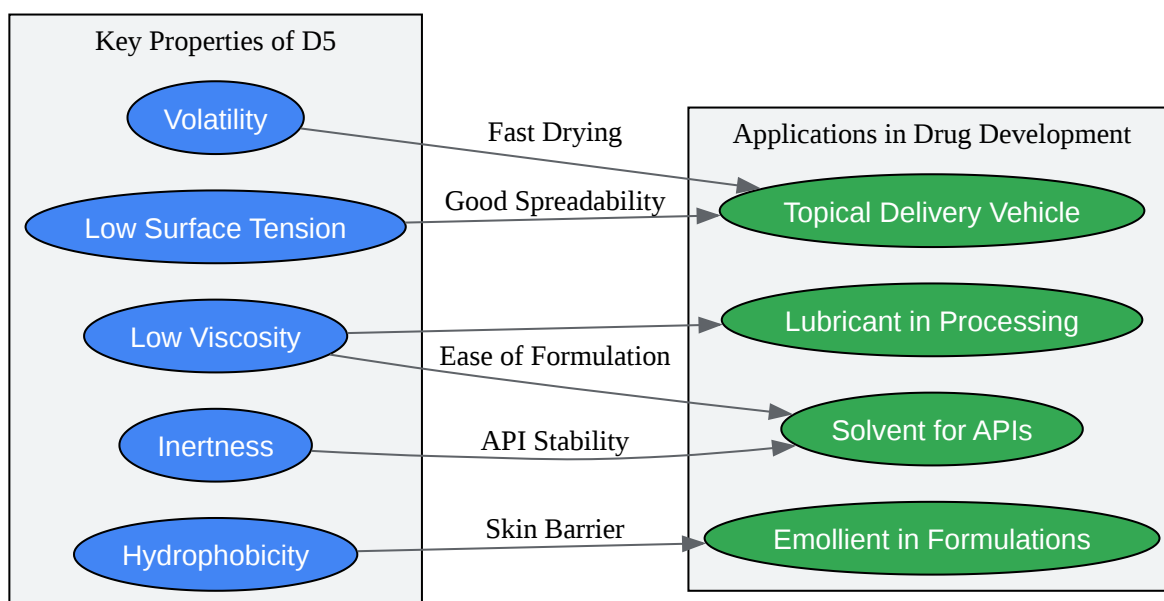 Key Properties of D5
Volatility
Low Surface Tension
Low Viscosity
Inertness
Hydrophobicity
Fast Drying
Good Spreadability
Ease of Formulation
API Stability
Skin Barrier
Applications in Drug Development
Topical Delivery Vehicle
Lubricant in Processing
Solvent for APIs
Emollient in Formulations